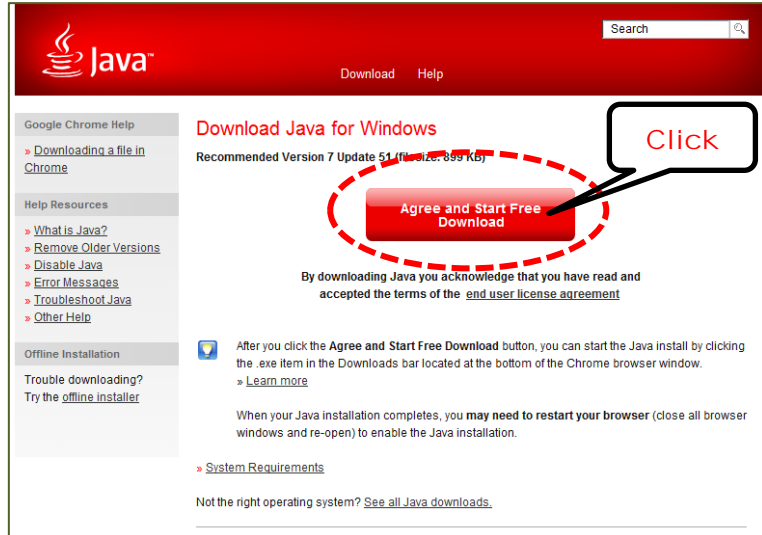 Java™
Search
Download Help
Google Chrome Help
» Downloading a file in
Chrome
Help Resources
» What is Java?
» Remove Older Versions
» Disable Java
» Error Messages
» Troubleshoot Java
» Other Help
Offline Installation
Trouble downloading?
Try the offline installer
Download Java for Windows
Recommended Version 7 Update 51 (filesize: 899 KB)
Click
Agree and Start Free
Download
By downloading Java you acknowledge that you have read and
accepted the terms of the end user license agreement
After you click the Agree and Start Free Download button, you can start the Java install by clicking
the .exe item in the Downloads bar located at the bottom of the Chrome browser window.
» Learn more
When your Java installation completes, you may need to restart your browser (close all browser
windows and re-open) to enable the Java installation.
» System Requirements
Not the right operating system? See all Java downloads.